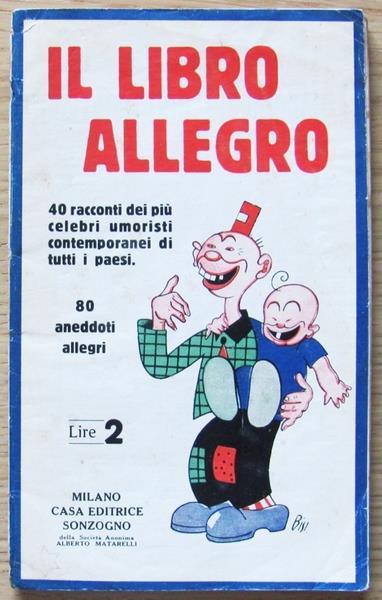 IL LIBRO
ALLEGRO
40 racconti dei più
celebri umoristi
contemporanei di
tutti i paesi.
80
aneddoti
allegri
Lire 2
MILANO
CASA EDITRICE
SONZOGNO
della Società Anonima
ALBERTO MATARELLI
BiSi